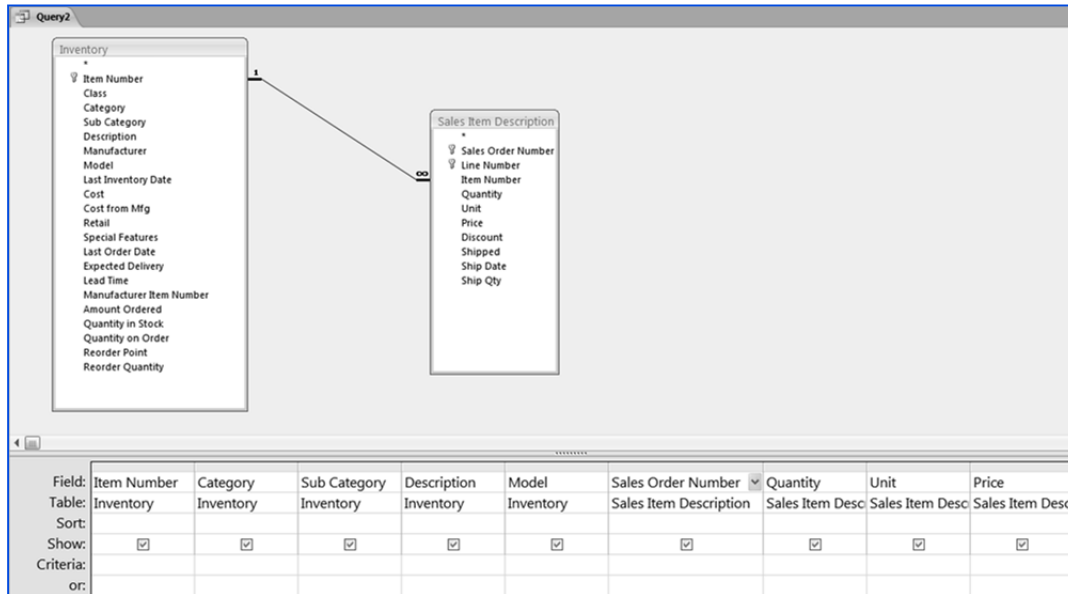 Query2
Inventory
*
Item Number
Class
Category
Sub Category
Description
Manufacturer
Model
Last Inventory Date
Cost
Cost from Mfg
Retail
Special Features
Last Order Date
Expected Delivery
Lead Time
Manufacturer Item Number
Amount Ordered
Quantity in Stock
Quantity on Order
Reorder Point
Reorder Quantity
1
∞
Sales Item Description
*
Sales Order Number
Line Number
Item Number
Quantity
Unit
Price
Discount
Shipped
Ship Date
Ship Qty
Field: Item Number Category Sub Category Description Model Sales Order Number Quantity Unit Price
Table: Inventory Inventory Inventory Inventory Inventory Sales Item Description Sales Item Desc Sales Item Desc Sales Item Desc
Sort:
Show:
Criteria:
or: